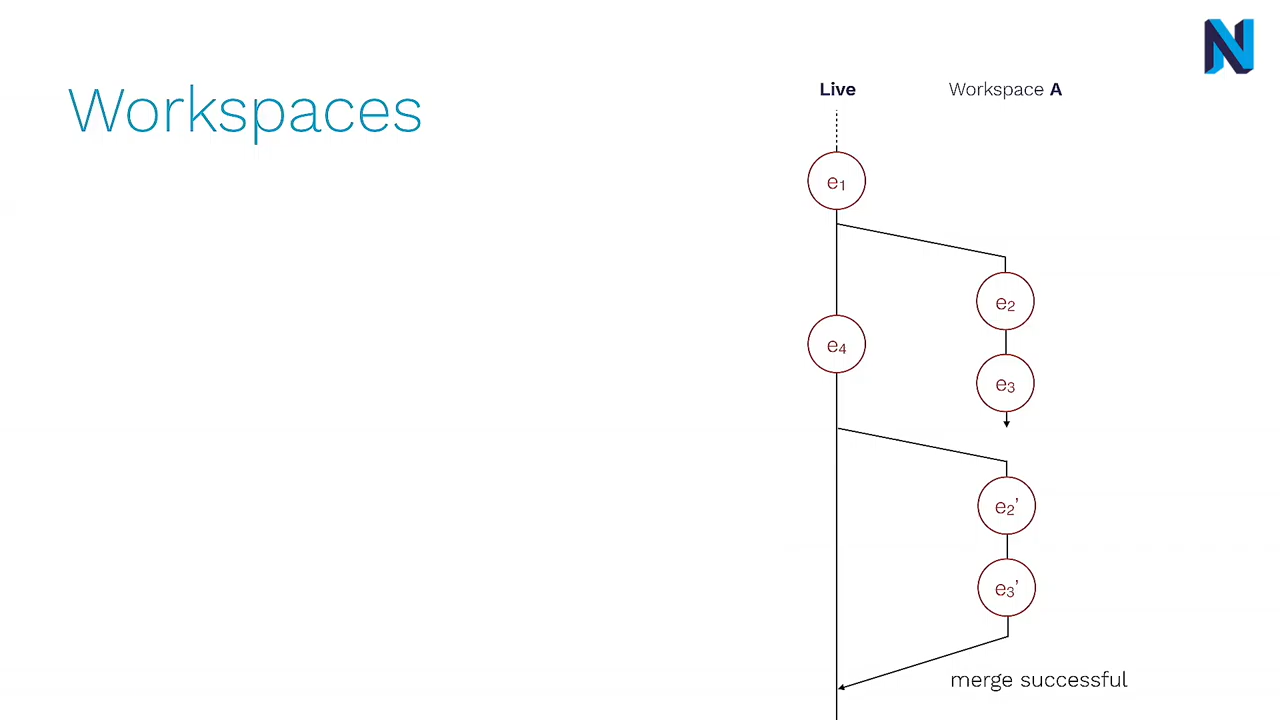 Workspaces
Live
Workspace A
e₁
e₂
e₄
e₃
e₂’
e₃’
merge successful